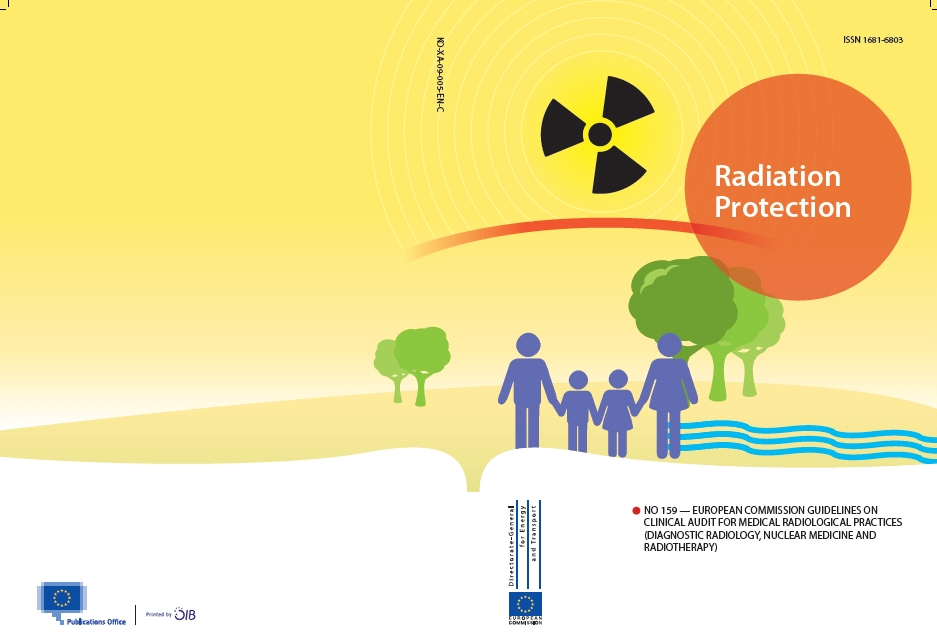 KO-XA-09-005-EN-C
ISSN 1681-6803
Radiation
Protection
NO 159 — EUROPEAN COMMISSION GUIDELINES ON
CLINICAL AUDIT FOR MEDICAL RADIOLOGICAL PRACTICES
(DIAGNOSTIC RADIOLOGY, NUCLEAR MEDICINE AND
RADIOTHERAPY)
Directorate-General
for Energy
and Transport
EUROPEAN
COMMISSION
Publications Office
Printed by OIB